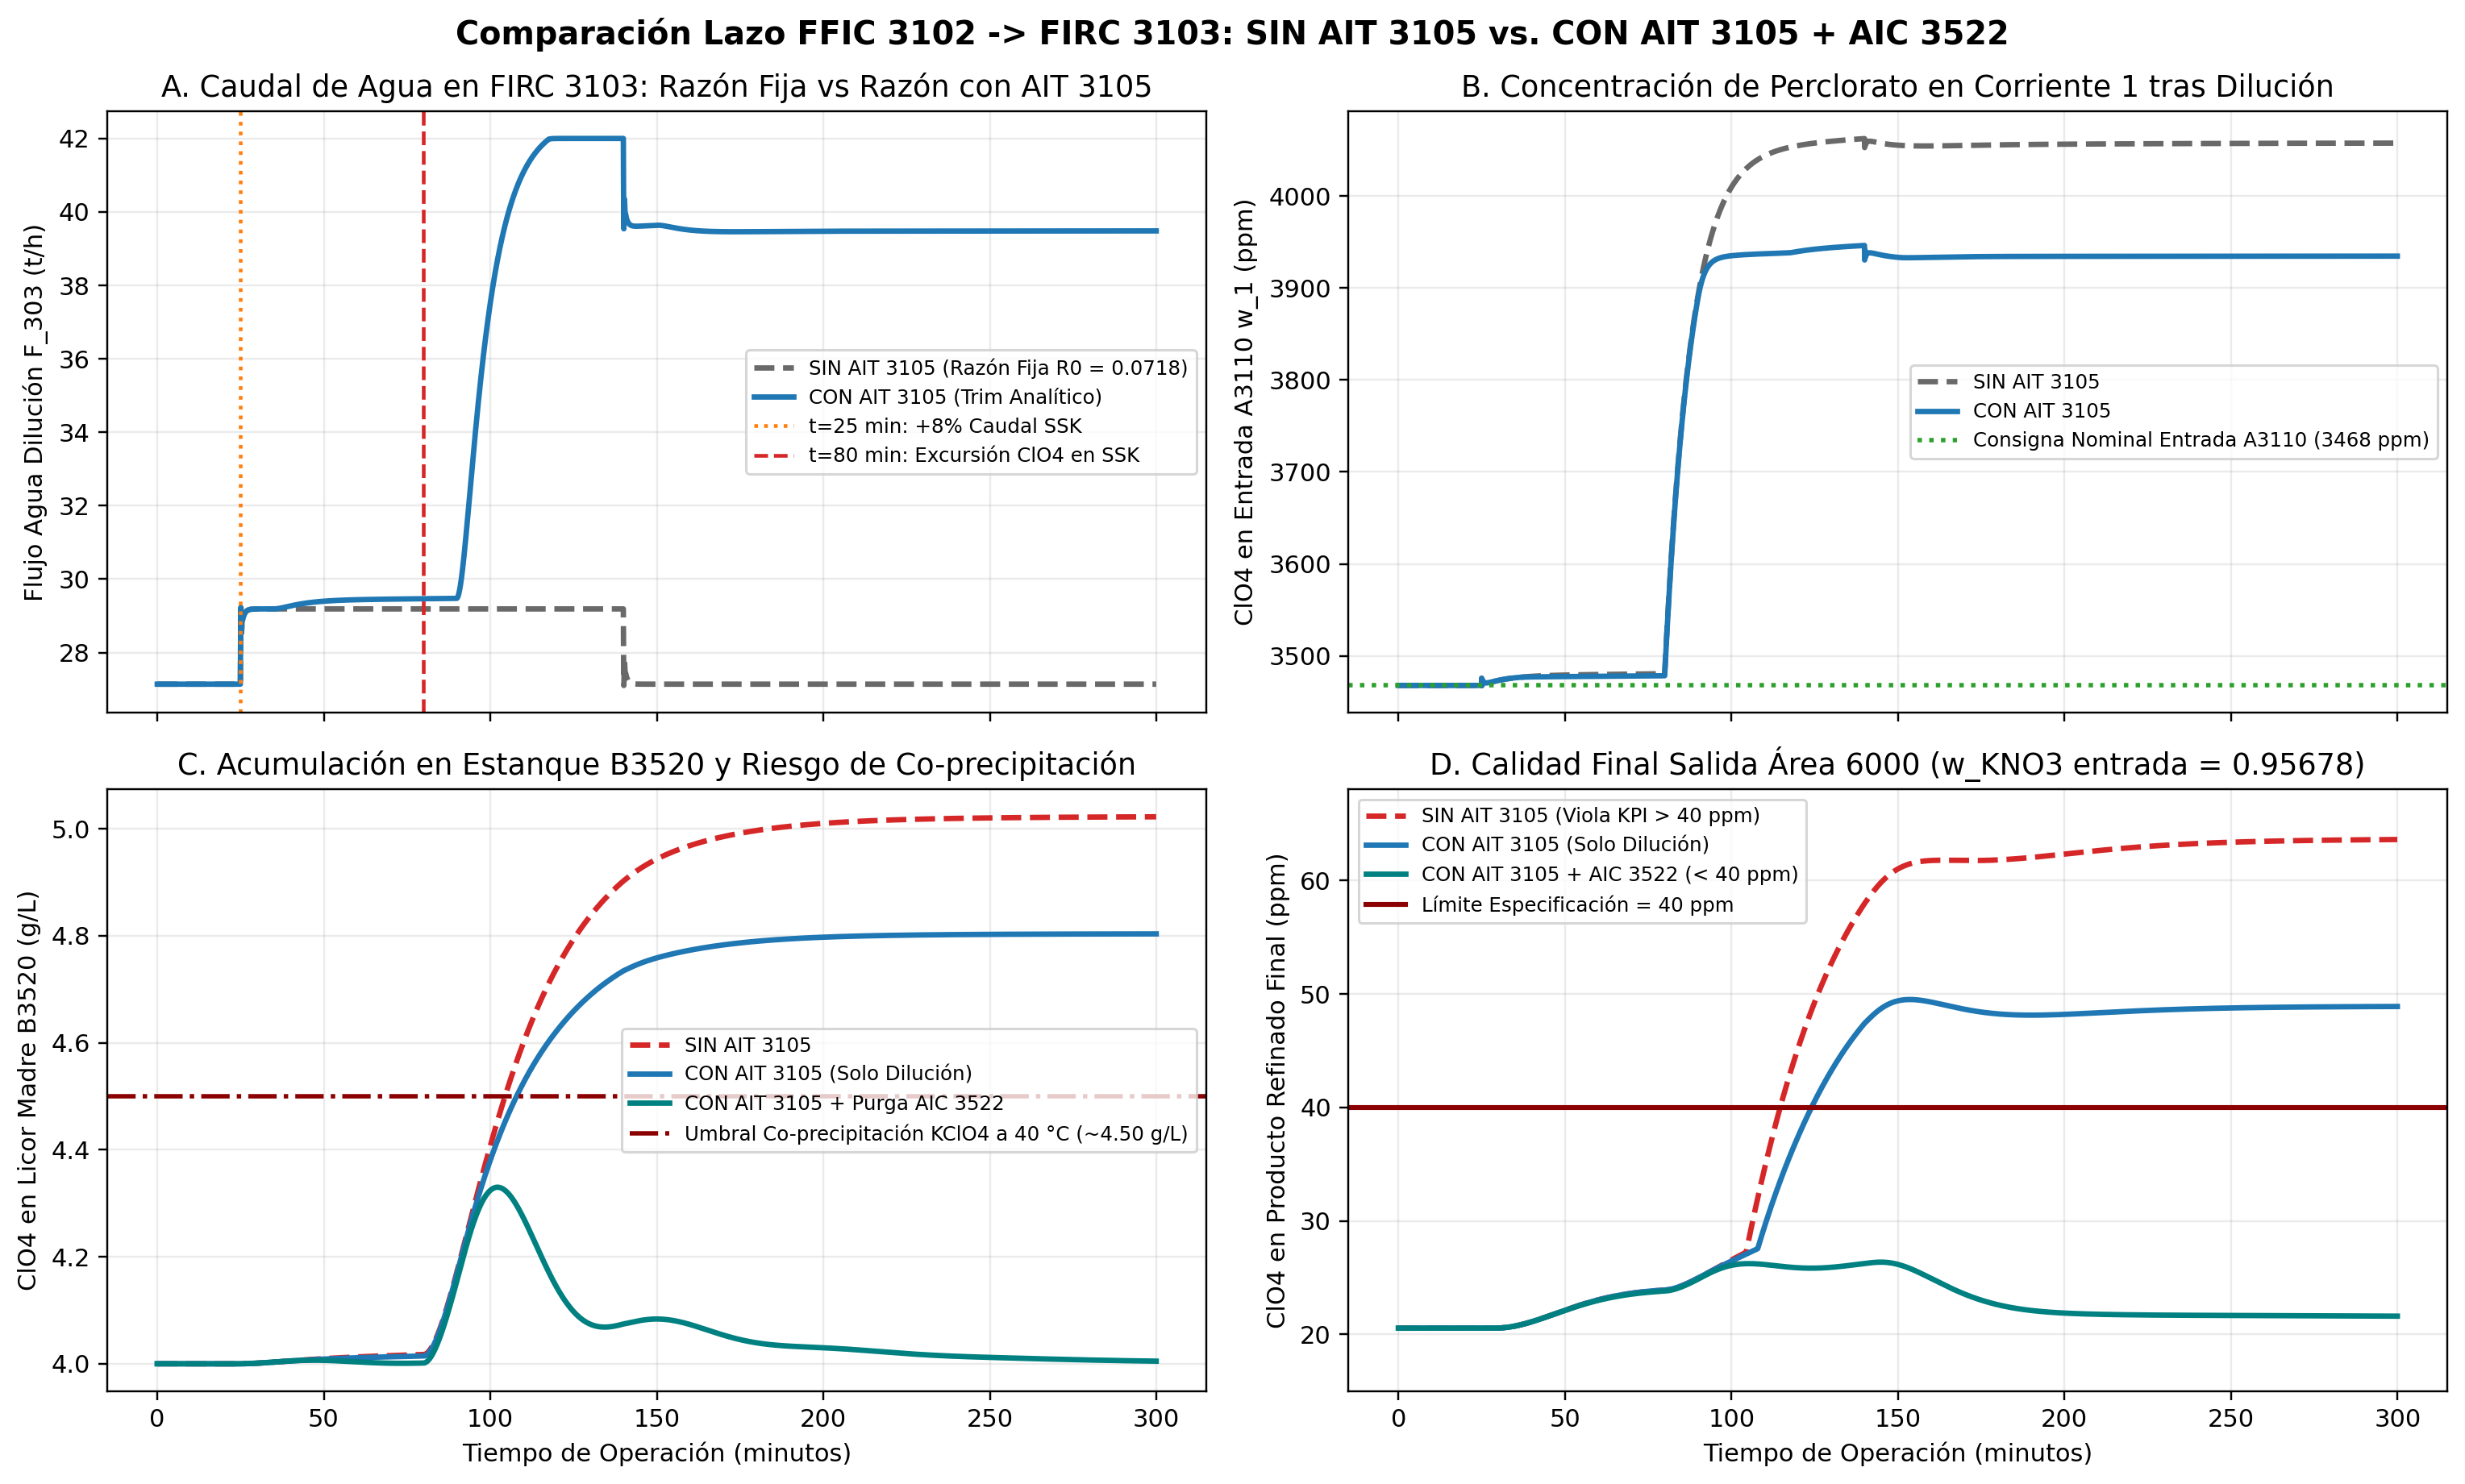 Comparación Lazo FFIC 3102 -> FIRC 3103: SIN AIT 3105 vs. CON AIT 3105 + AIC 3522
A. Caudal de Agua en FIRC 3103: Razón Fija vs Razón con AIT 3105
Flujo Agua Dilución F_303 (t/h)
42
40
38
36
34
32
30
28
SIN AIT 3105 (Razón Fija R0 = 0.0718)
CON AIT 3105 (Trim Analítico)
t=25 min: +8% Caudal SSK
t=80 min: Excursión ClO4 en SSK
B. Concentración de Perclorato en Corriente 1 tras Dilución
ClO4 en Entrada A3110 w_1 (ppm)
4000
3900
3800
3700
3600
3500
SIN AIT 3105
CON AIT 3105
Consigna Nominal Entrada A3110 (3468 ppm)
C. Acumulación en Estanque B3520 y Riesgo de Co-precipitación
ClO4 en Licor Madre B3520 (g/L)
5.0
4.8
4.6
4.4
4.2
4.0
SIN AIT 3105
CON AIT 3105 (Solo Dilución)
CON AIT 3105 + Purga AIC 3522
Umbral Co-precipitación KClO4 a 40 °C (~4.50 g/L)
0 50 100 150 200 250 300
Tiempo de Operación (minutos)
D. Calidad Final Salida Área 6000 (w_KNO3 entrada = 0.95678)
ClO4 en Producto Refinado Final (ppm)
60
50
40
30
20
SIN AIT 3105 (Viola KPI > 40 ppm)
CON AIT 3105 (Solo Dilución)
CON AIT 3105 + AIC 3522 (< 40 ppm)
Límite Especificación = 40 ppm
0 50 100 150 200 250 300
Tiempo de Operación (minutos)